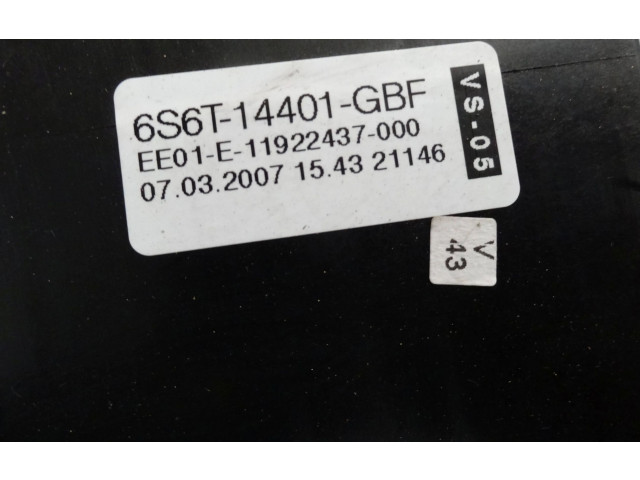 6S6T-14401-GBF
EE01-E-11922437-000
07.03.2007 15.43 21146
VS-05
V
43